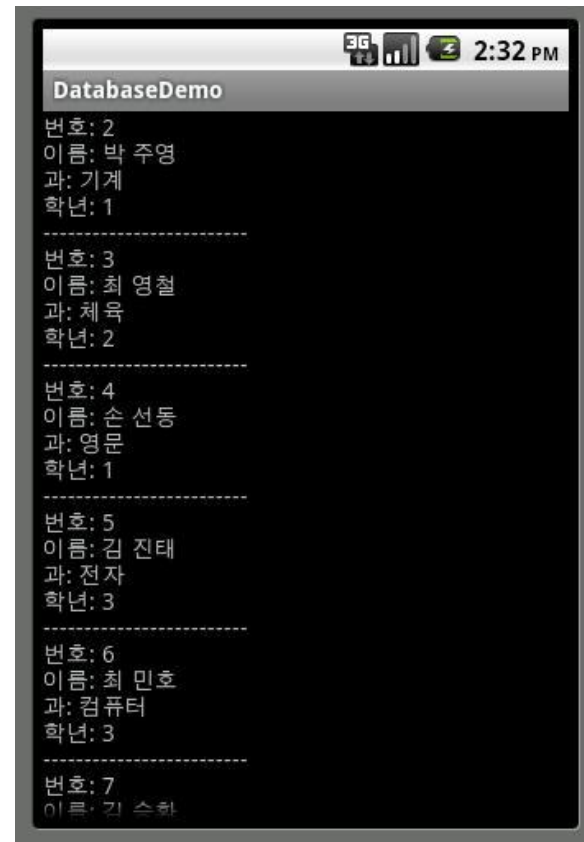 3G 2:32 PM
DatabaseDemo
번호: 2
이름: 박 주영
과: 기계
학년: 1
-------------------------
번호: 3
이름: 최 영철
과: 체육
학년: 2
-------------------------
번호: 4
이름: 손 선동
과: 영문
학년: 1
-------------------------
번호: 5
이름: 김 진태
과: 전자
학년: 3
-------------------------
번호: 6
이름: 최 민호
과: 컴퓨터
학년: 3
-------------------------
번호: 7
이름: 김